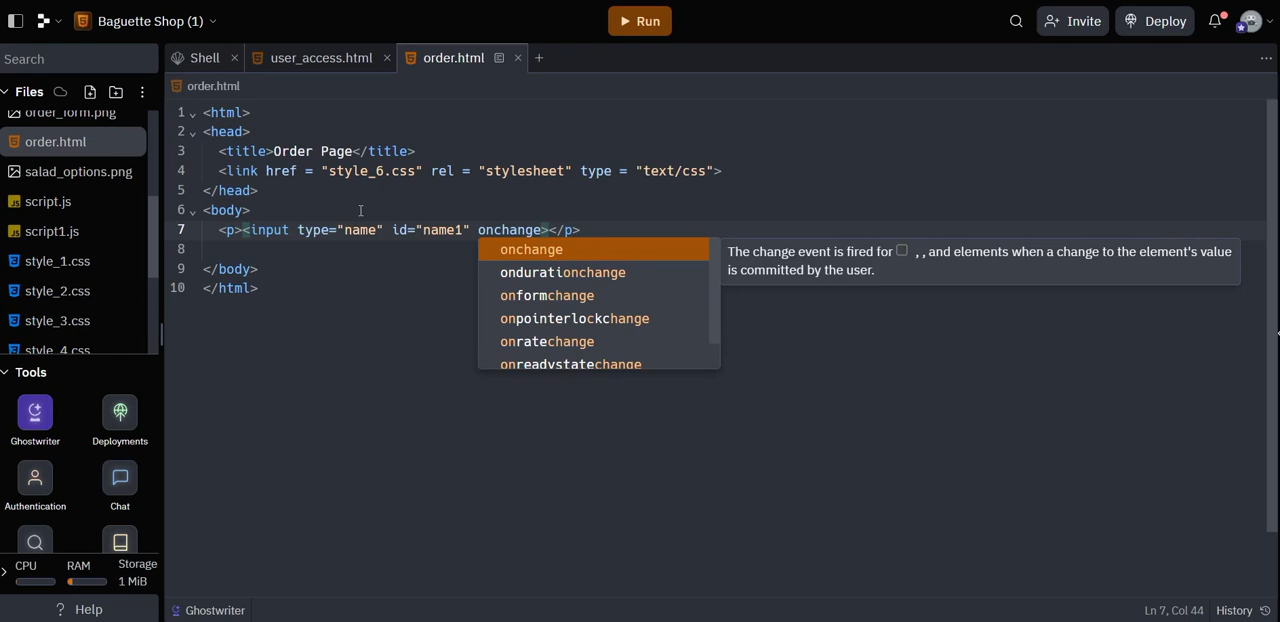 Baguette Shop (1)
Run
Invite
Deploy
Search
Shell
user_access.html
order.html
Files
order.html
order_form.png
order.html
salad_options.png
script.js
script1.js
style_1.css
style_2.css
style_3.css
style_4.css
1 <html>
2 <head>
3 <title>Order Page</title>
4 <link href = "style_6.css" rel = "stylesheet" type = "text/css">
5 </head>
6 <body>
7 <p><input type="name" id="name1" onchange></p>
8
9 </body>
10 </html>
onchange
ondurationchange
onformchange
onpointerlockchange
onratechange
onreadystatechange
The change event is fired for , , and elements when a change to the element's value
is committed by the user.
Tools
Ghostwriter
Deployments
Authentication
Chat
CPU
RAM
Storage
1 MiB
? Help
Ghostwriter
Ln 7, Col 44
History